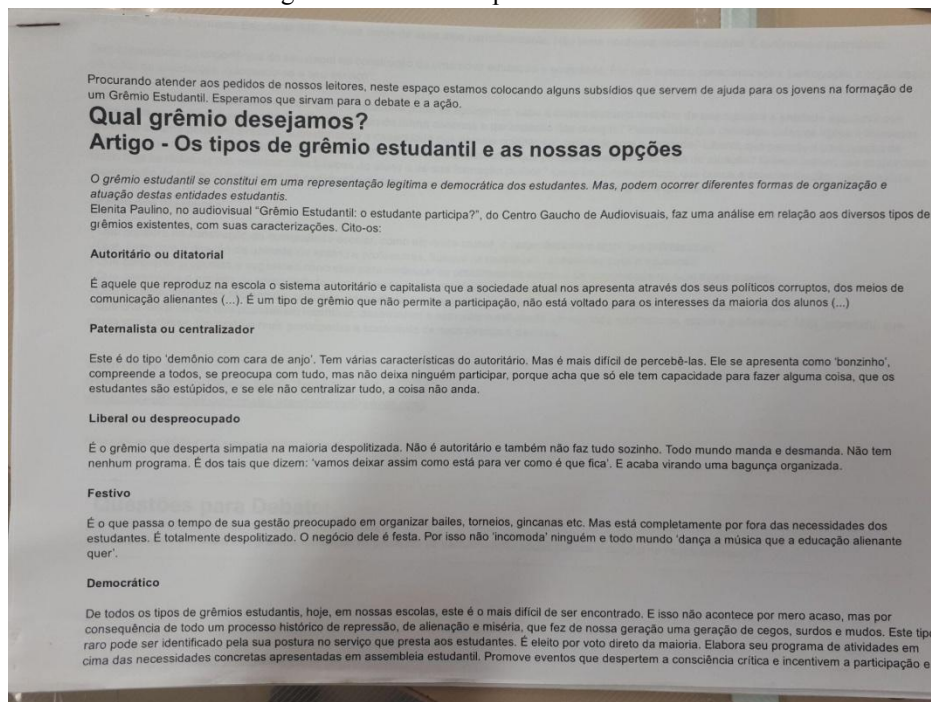 Procurando atender aos pedidos de nossos leitores, neste espaço estamos colocando alguns subsídios que servem de ajuda para os jovens na formação de
um Grêmio Estudantil. Esperamos que sirvam para o debate e a ação.
Qual grêmio desejamos?
Artigo - Os tipos de grêmio estudantil e as nossas opções
O grêmio estudantil se constitui em uma representação legítima e democrática dos estudantes. Mas, podem ocorrer diferentes formas de organização e
atuação destas entidades estudantis.
Elenita Paulino, no audiovisual “Grêmio Estudantil: o estudante participa?”, do Centro Gaucho de Audiovisuais, faz uma análise em relação aos diversos tipos de
grêmios existentes, com suas caracterizações. Cito-os:
Autoritário ou ditatorial
É aquele que reproduz na escola o sistema autoritário e capitalista que a sociedade atual nos apresenta através dos seus políticos corruptos, dos meios de
comunicação alienantes (...). É um tipo de grêmio que não permite a participação, não está voltado para os interesses da maioria dos alunos (...)
Paternalista ou centralizador
Este é do tipo ‘demônio com cara de anjo’. Tem várias características do autoritário. Mas é mais difícil de percebê-las. Ele se apresenta como ‘bonzinho’,
compreende a todos, se preocupa com tudo, mas não deixa ninguém participar, porque acha que só ele tem capacidade para fazer alguma coisa, que os
estudantes são estúpidos, e se ele não centralizar tudo, a coisa não anda.
Liberal ou despreocupado
É o grêmio que desperta simpatia na maioria despolitizada. Não é autoritário e também não faz tudo sozinho. Todo mundo manda e desmanda. Não tem
nenhum programa. É dos tais que dizem: ‘vamos deixar assim como está para ver como é que fica’. E acaba virando uma bagunça organizada.
Festivo
É o que passa o tempo de sua gestão preocupado em organizar bailes, torneios, gincanas etc. Mas está completamente por fora das necessidades dos
estudantes. É totalmente despolitizado. O negócio dele é festa. Por isso não ‘incomoda’ ninguém e todo mundo ‘dança a música que a educação alienante
quer’.
Democrático
De todos os tipos de grêmios estudantis, hoje, em nossas escolas, este é o mais difícil de ser encontrado. E isso não acontece por mero acaso, mas por
consequência de todo um processo histórico de repressão, de alienação e miséria, que fez de nossa geração uma geração de cegos, surdos e mudos. Este tipo
raro pode ser identificado pela sua postura no serviço que presta aos estudantes. É eleito por voto direto da maioria. Elabora seu programa de atividades em
cima das necessidades concretas apresentadas em assembleia estudantil. Promove eventos que despertem a consciência crítica e incentivem a participação e